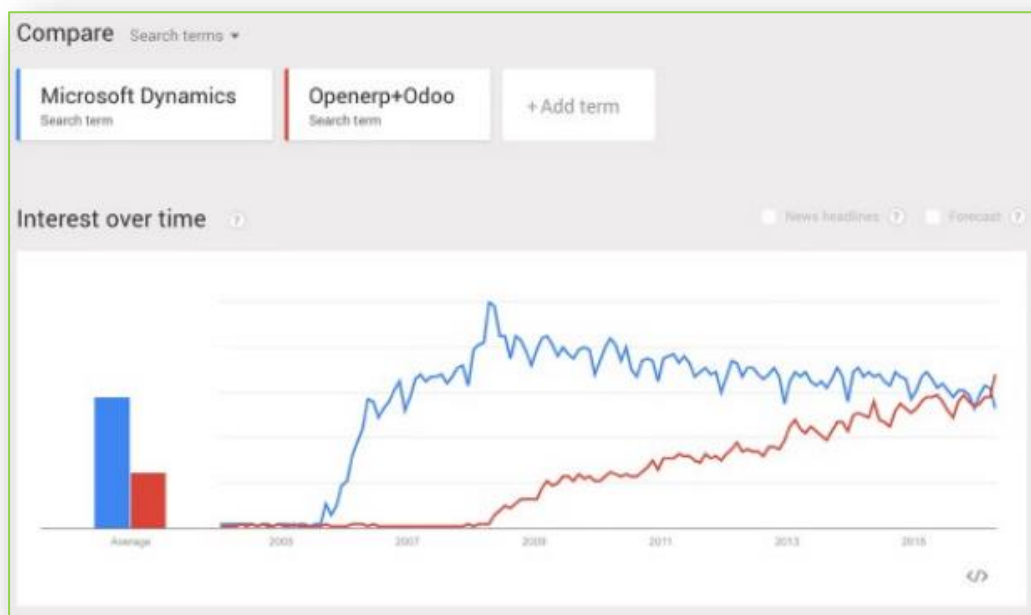 Compare Search terms
Microsoft Dynamics
Search term
Openerp+Odoo
Search term
+Add term
Interest over time ?
News headlines ? Forecast ?
Average 2005 2007 2009 2011 2013 2015
</>